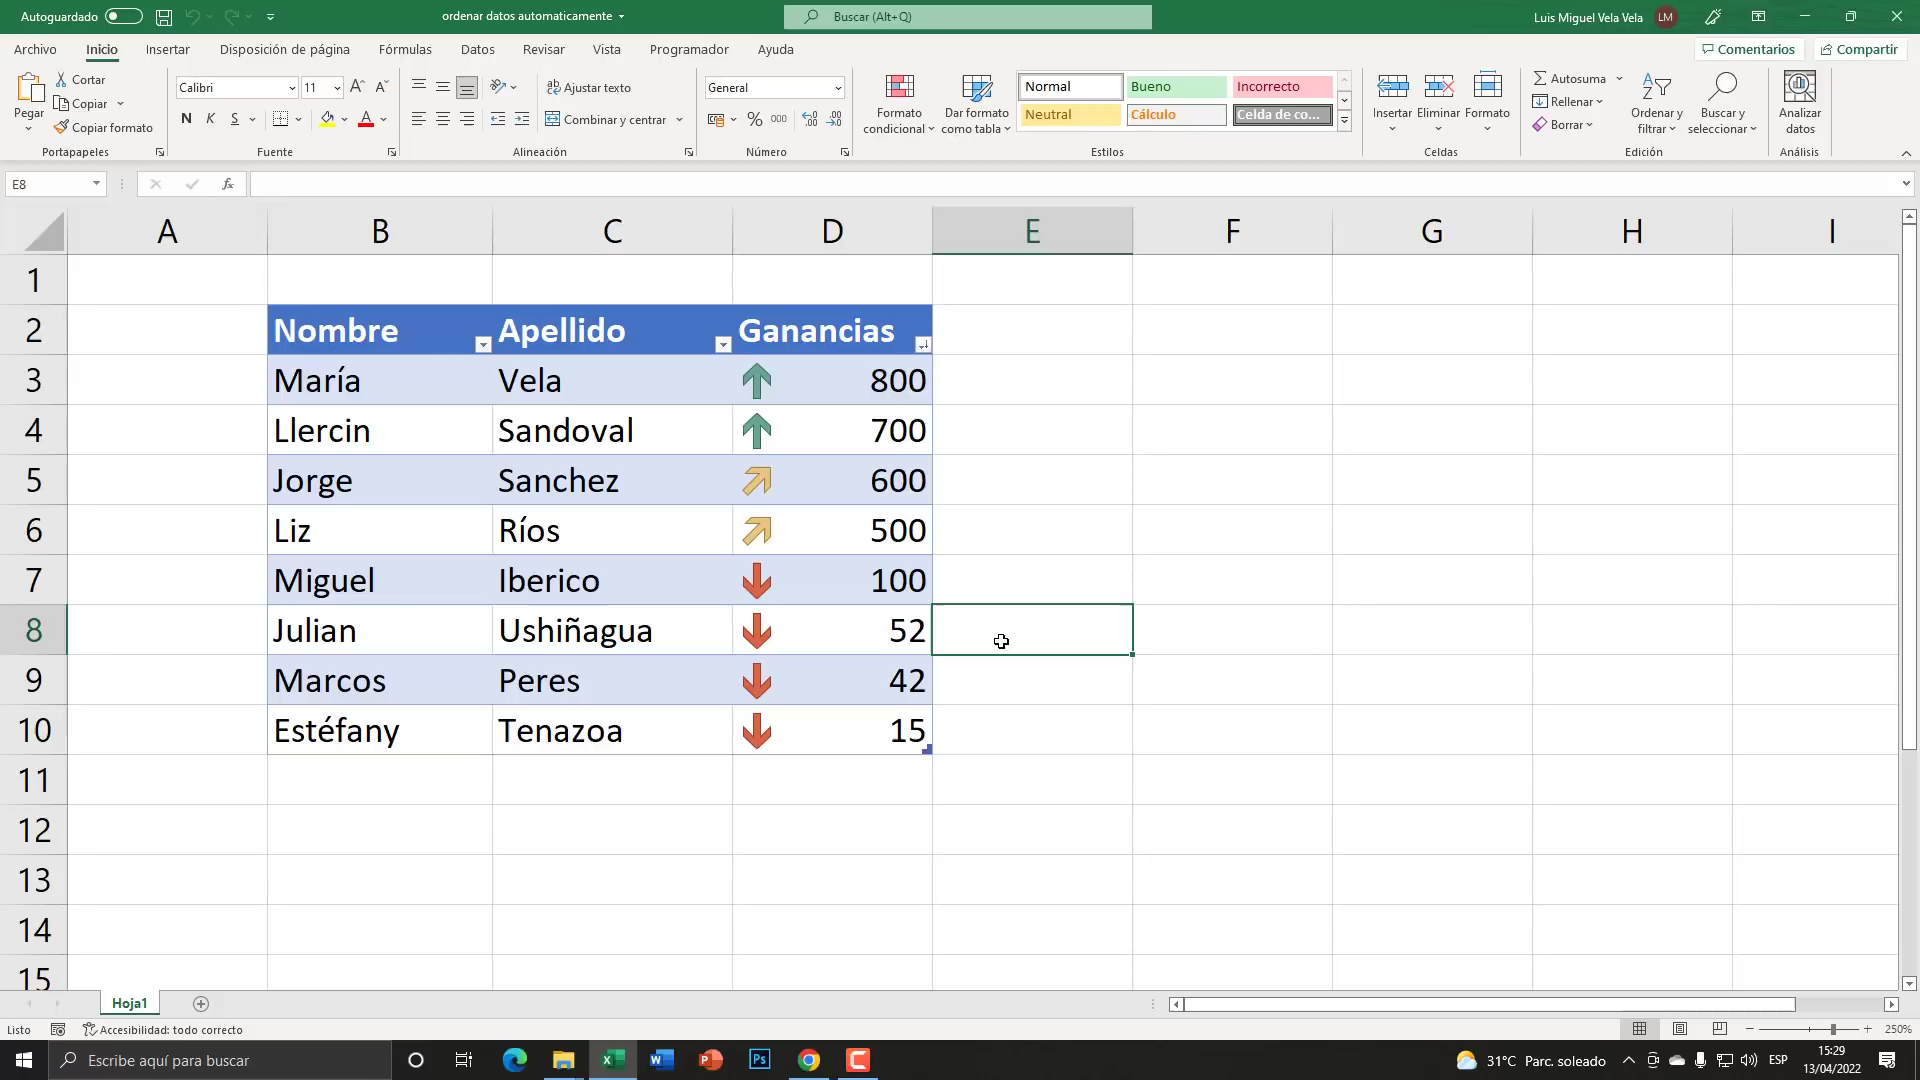 Autoguardado
ordenar datos automaticamente
Buscar (Alt+Q)
Luis Miguel Vela Vela
LM
Archivo
Inicio
Insertar
Disposición de página
Fórmulas
Datos
Revisar
Vista
Programador
Ayuda
Comentarios
Compartir
Pegar
Cortar
Copiar
Copiar formato
Portapapeles
Calibri
11
N K S
Fuente
Ajustar texto
Combinar y centrar
Alineación
General
% 000
Número
Formato condicional
Dar formato como tabla
Normal
Bueno
Incorrecto
Neutral
Cálculo
Celda de co...
Estilos
Insertar
Eliminar
Formato
Celdas
Autosuma
Rellenar
Borrar
Ordenar y filtrar
Buscar y seleccionar
Edición
Analizar datos
Análisis
E8
fx
A B C D E F G H I
1
2 Nombre Apellido Ganancias
3 María Vela 800
4 Llercin Sandoval 700
5 Jorge Sanchez 600
6 Liz Ríos 500
7 Miguel Iberico 100
8 Julian Ushiñagua 52
9 Marcos Peres 42
10 Estéfany Tenazoa 15
11
12
13
14
15
Hoja1
Listo
Accesibilidad: todo correcto
250%
Escribe aquí para buscar
31°C Parc. soleado
ESP
15:29
13/04/2022